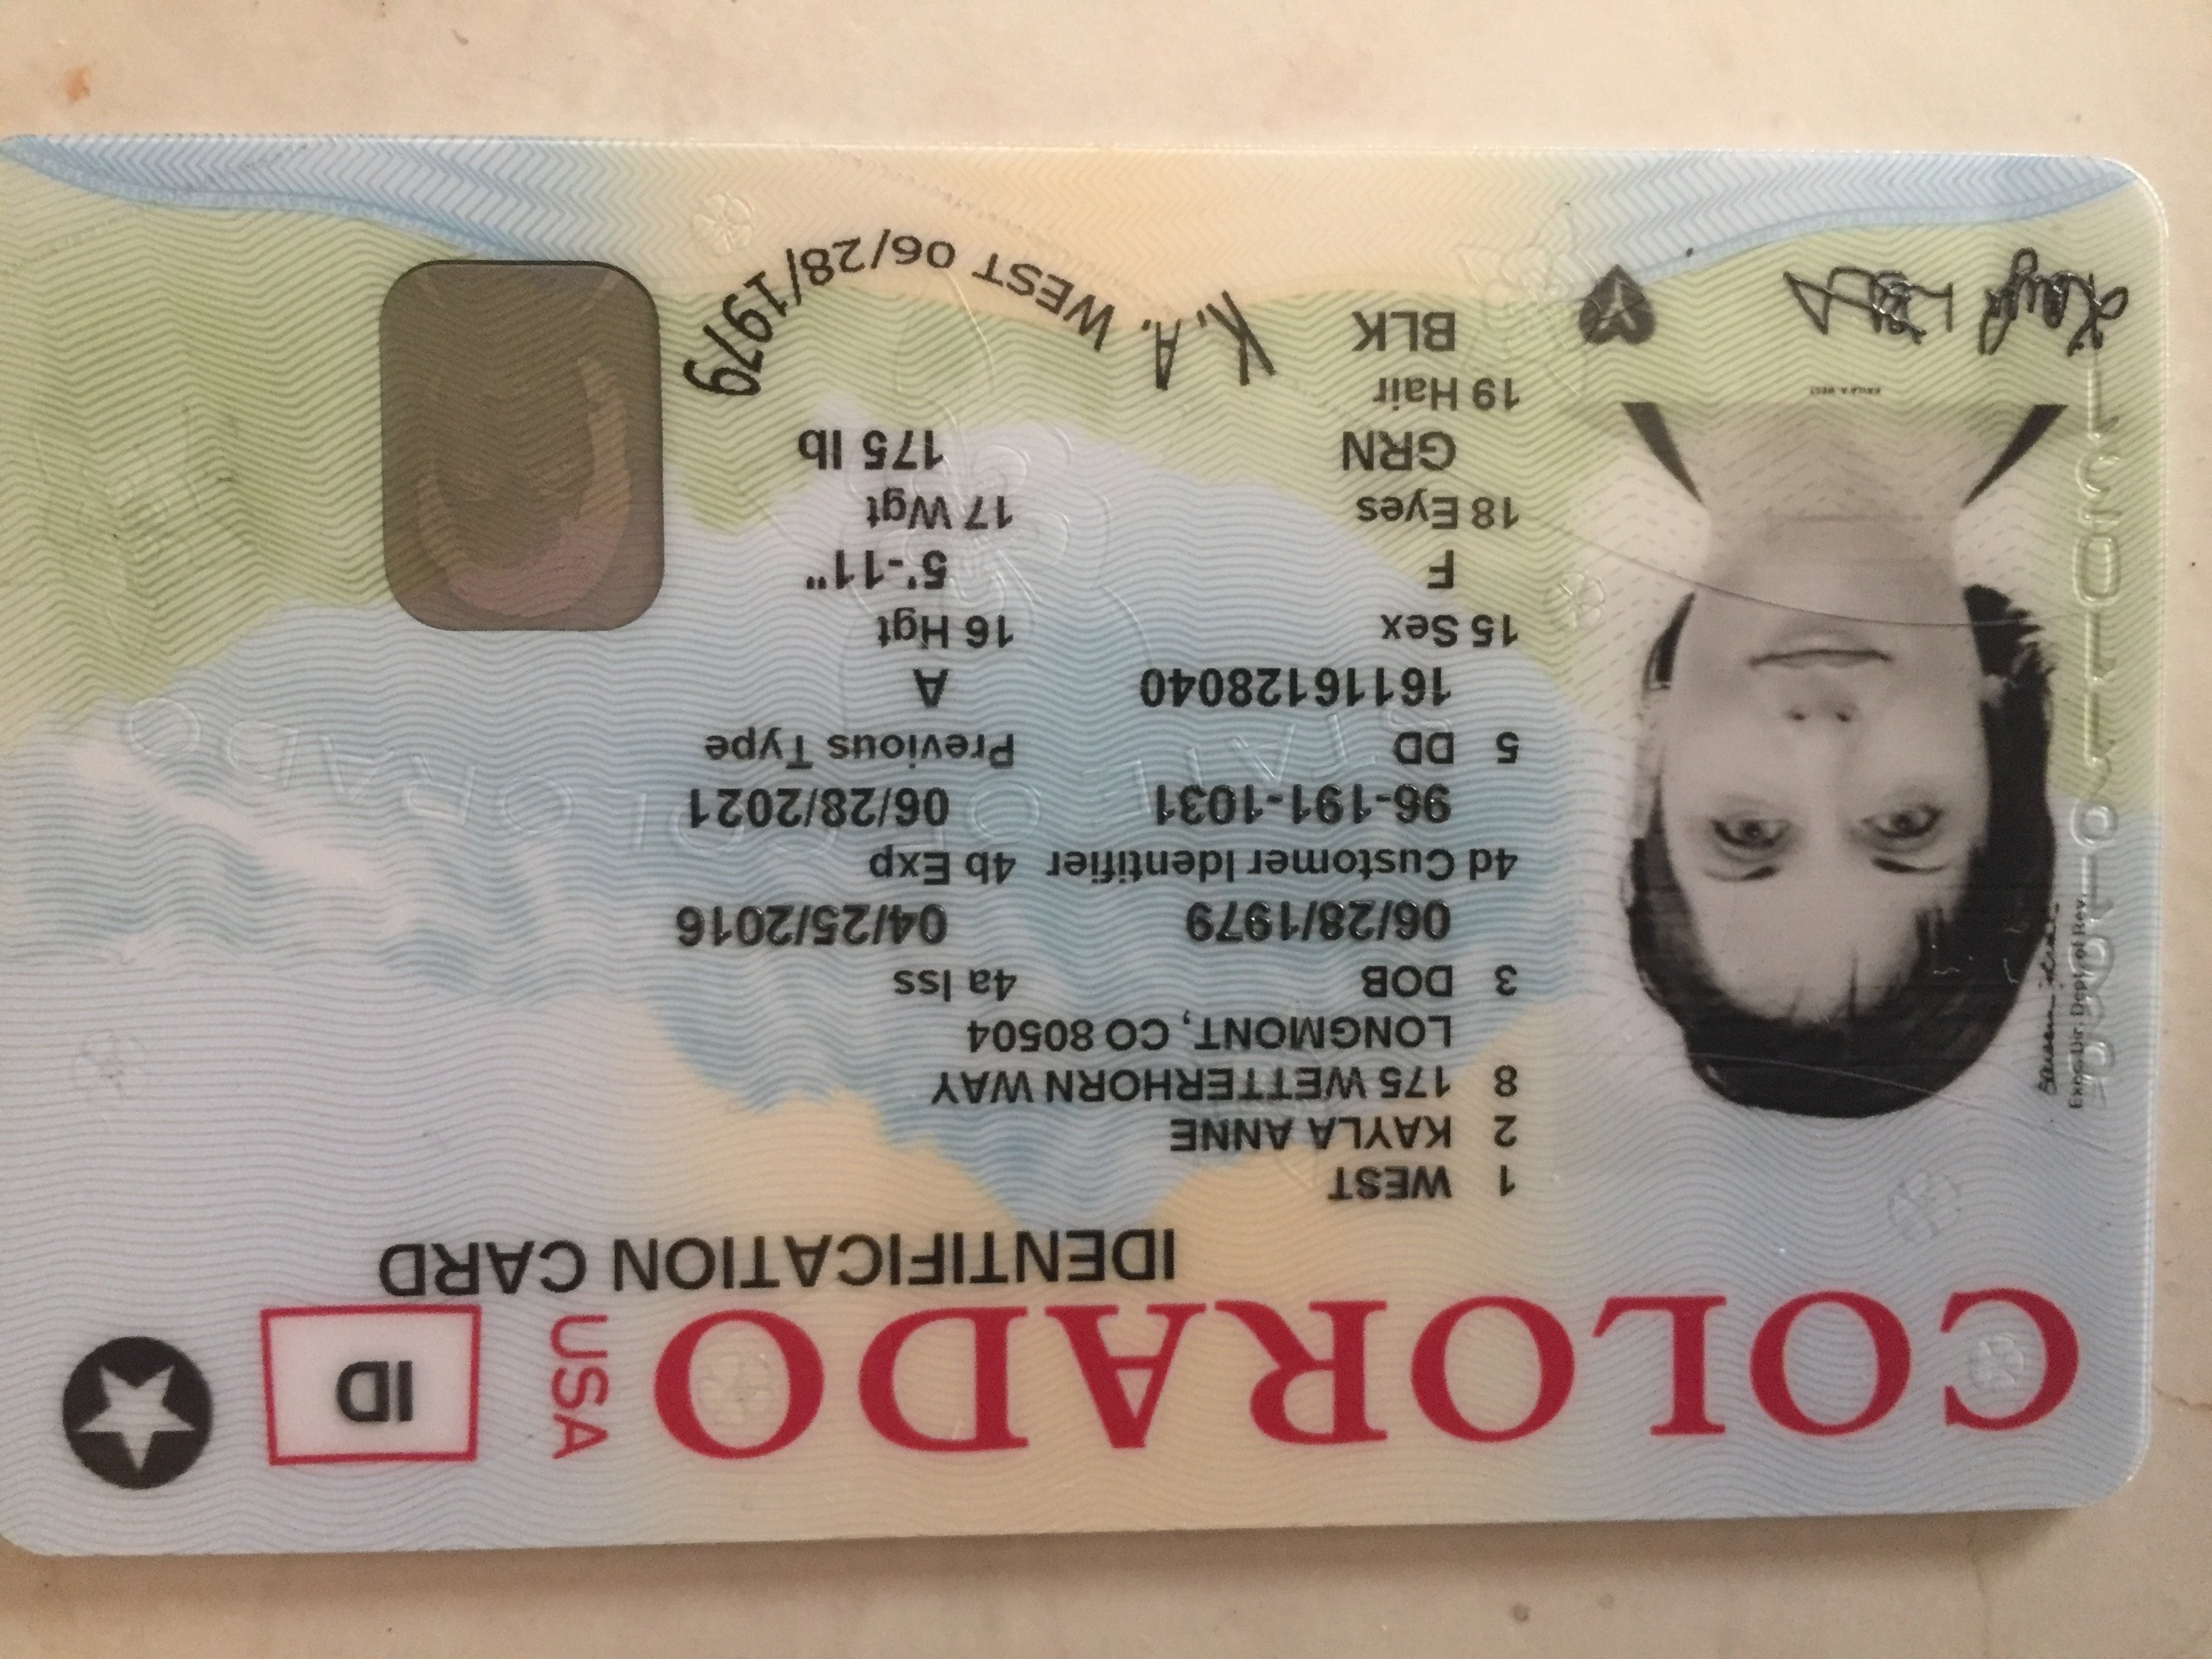 COLORADO USA ID
IDENTIFICATION CARD
1 WEST
2 KAYLA ANNE
8 175 WETTERHORN WAY
LONGMONT, CO 80504
3 DOB 4a Iss
06/28/1979 04/25/2016
4d Customer Identifier 4b Exp
96-191-1031 06/28/2021
5 DD Previous Type
16116128040 A
15 Sex 16 Hgt
F 5'-11"
18 Eyes 17 Wgt
GRN 175 lb
19 Hair
BLK
K.A. WEST 06/28/1979
KAYLA A WEST
Exec Dir. Dept of Rev.
STATE OF COLORADO